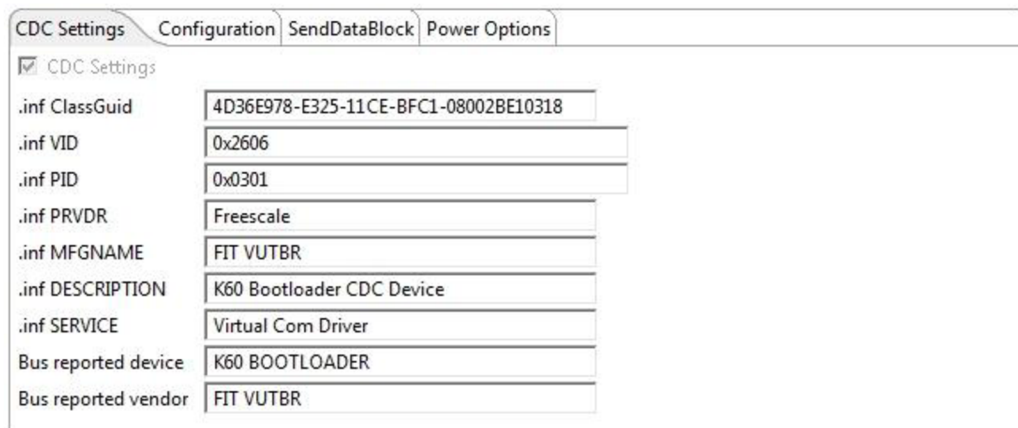 CDC Settings Configuration SendDataBlock Power Options
CDC Settings
.inf ClassGuid 4D36E978-E325-11CE-BFC1-08002BE10318
.inf VID 0x2606
.inf PID 0x0301
.inf PRVDR Freescale
.inf MFGNAME FIT VUTBR
.inf DESCRIPTION K60 Bootloader CDC Device
.inf SERVICE Virtual Com Driver
Bus reported device K60 BOOTLOADER
Bus reported vendor FIT VUTBR